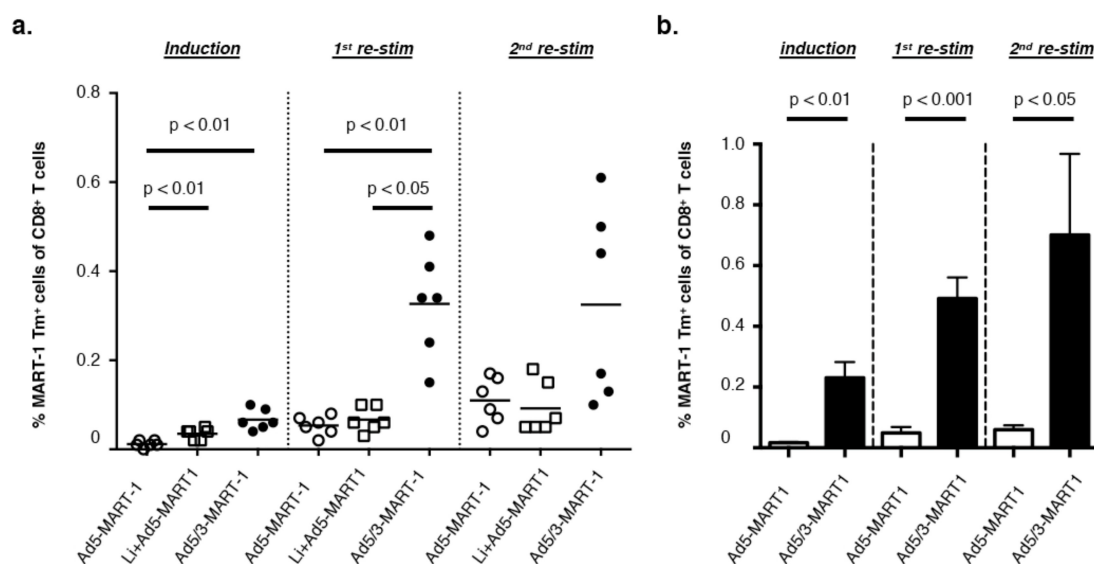 a.
Induction
1st re-stim
2nd re-stim
% MART-1 Tm+ cells of CD8+ T cells
0.8
0.6
0.4
0.2
0
p < 0.01
p < 0.01
p < 0.01
p < 0.05
Ad5-MART-1
Li+Ad5-MART1
Ad5/3-MART-1
Ad5-MART-1
Li+Ad5-MART1
Ad5/3-MART-1
Ad5-MART-1
Li+Ad5-MART1
Ad5/3-MART-1
b.
induction
1st re-stim
2nd re-stim
p < 0.01
p < 0.001
p < 0.05
% MART-1 Tm+ cells of CD8+ T cells
1.0
0.8
0.6
0.4
0.2
0
Ad5-MART1
Ad5/3-MART1
Ad5-MART1
Ad5/3-MART1
Ad5-MART1
Ad5/3-MART1